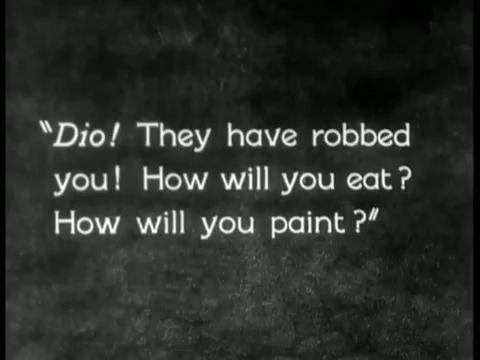 "Dio! They have robbed
you! How will you eat?
How will you paint?"